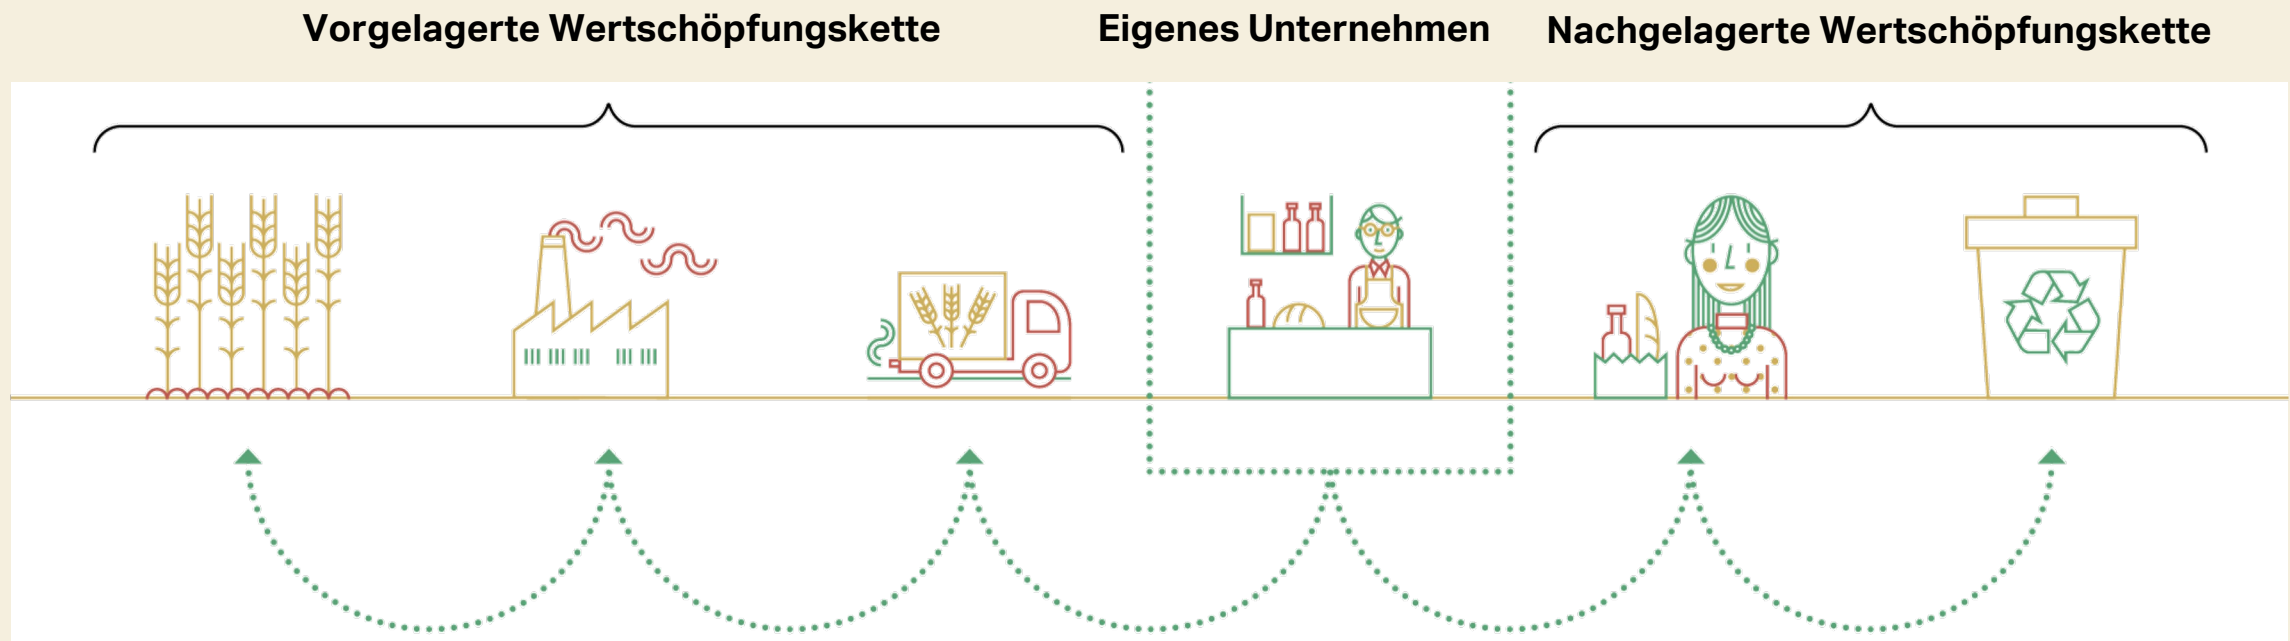 Vorgelagerte Wertschöpfungskette
Eigenes Unternehmen
Nachgelagerte Wertschöpfungskette